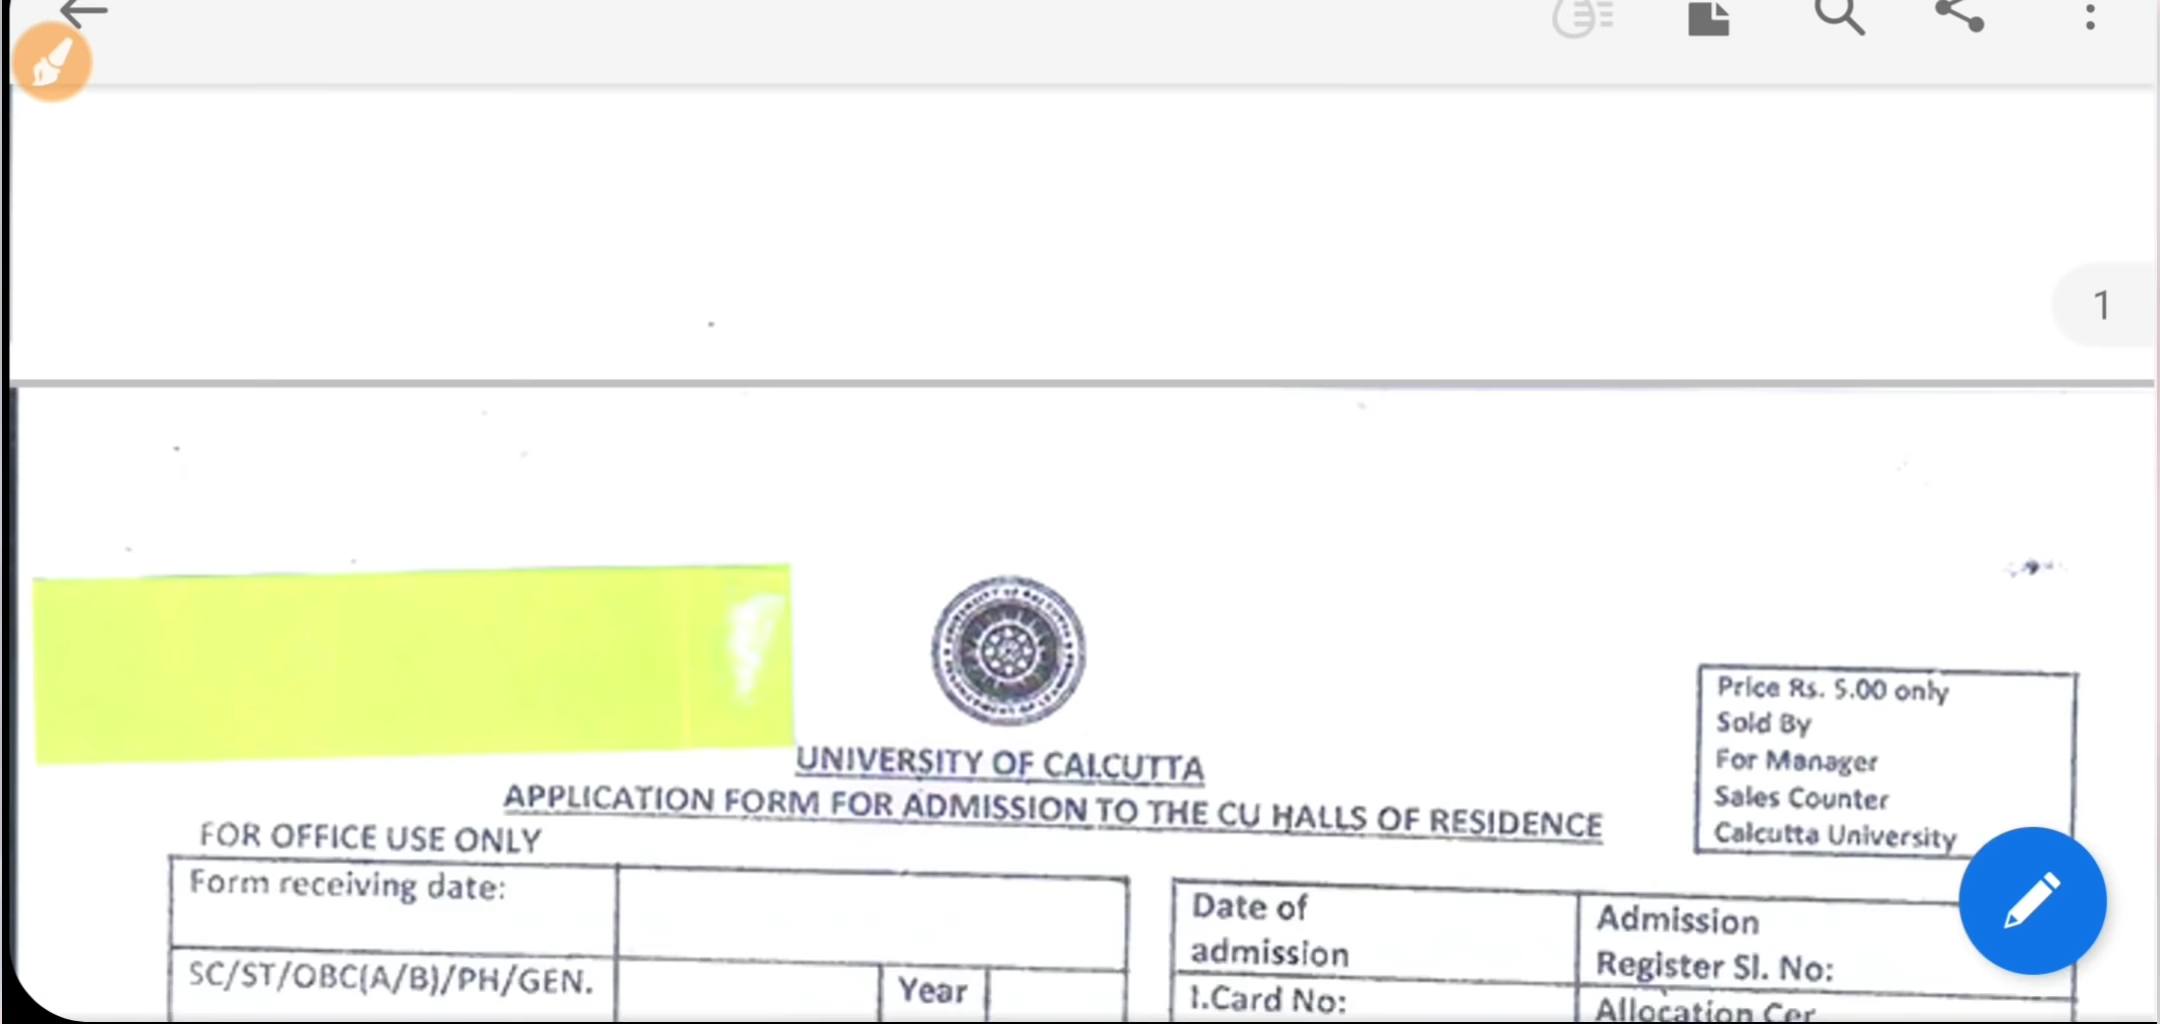 1
UNIVERSITY OF CALCUTTA
APPLICATION FORM FOR ADMISSION TO THE CU HALLS OF RESIDENCE
Price Rs. 5.00 only
Sold By
For Manager
Sales Counter
Calcutta University
FOR OFFICE USE ONLY
Form receiving date:
SC/ST/OBC(A/B)/PH/GEN.
Year
Date of
admission
Admission
Register Sl. No:
I.Card No:
Allocation Cer